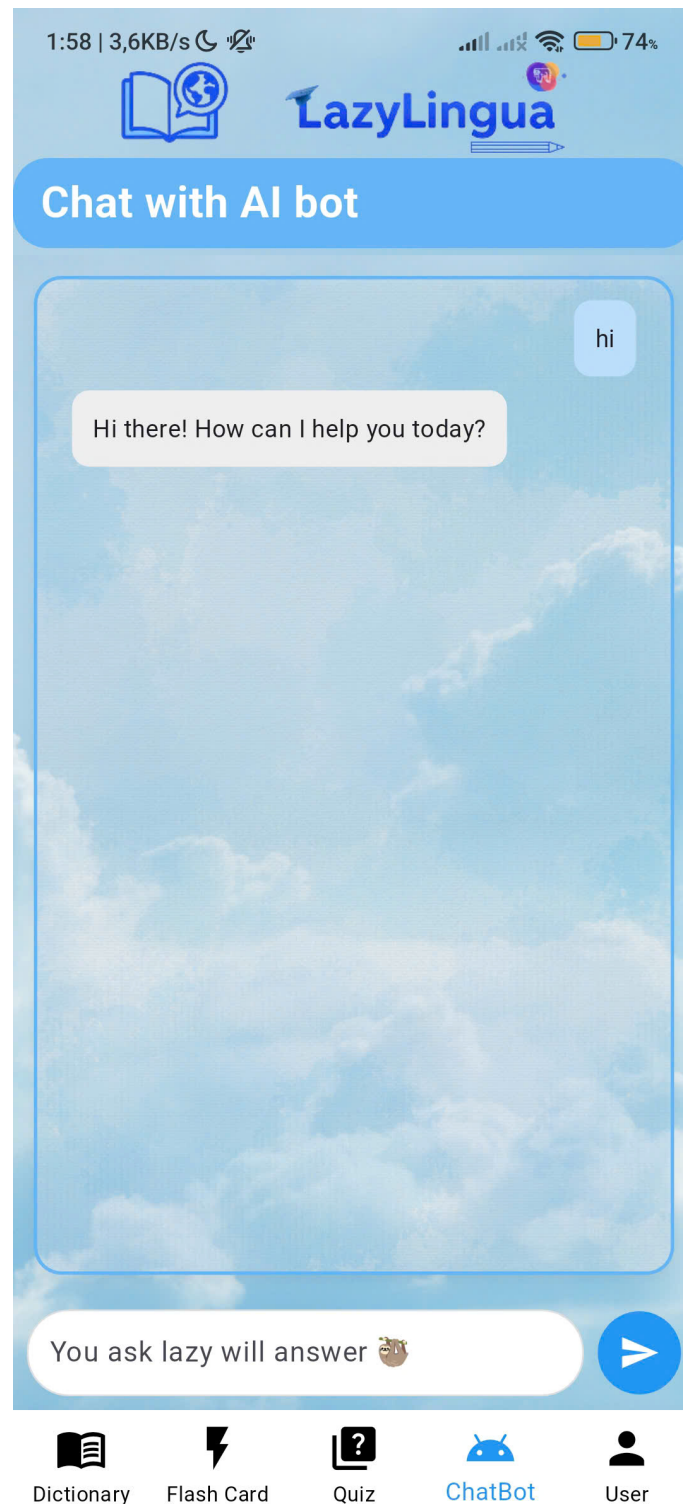 1:58 | 3,6KB/s 74%
LazyLingua
Chat with AI bot
hi
Hi there! How can I help you today?
You ask lazy will answer 🦥
Dictionary Flash Card Quiz ChatBot User